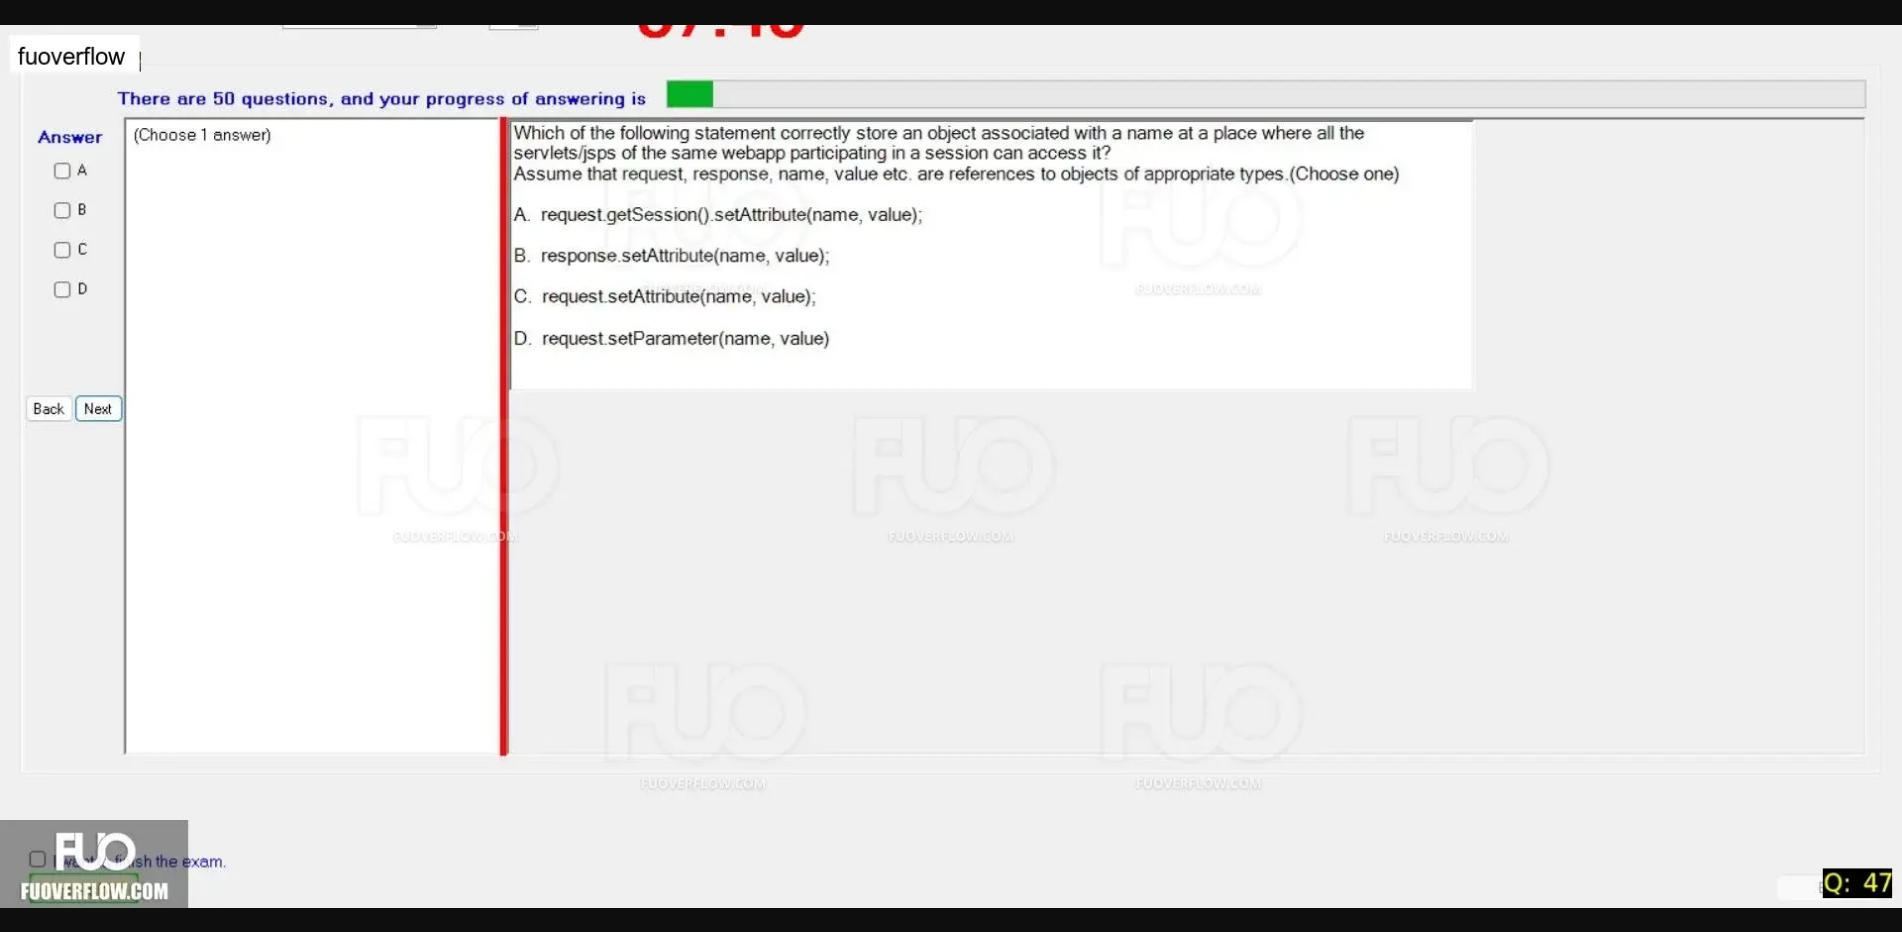 fuoverflow
There are 50 questions, and your progress of answering is
Answer
A
B
C
D
Back
Next
(Choose 1 answer)
Which of the following statement correctly store an object associated with a name at a place where all the
servlets/jsps of the same webapp participating in a session can access it?
Assume that request, response, name, value etc. are references to objects of appropriate types.(Choose one)
A. request.getSession().setAttribute(name, value);
B. response.setAttribute(name, value);
C. request.setAttribute(name, value);
D. request.setParameter(name, value)
FUO
FUOVERFLOW.COM
FUO
FUOVERFLOW.COM
FUO
FUOVERFLOW.COM
FUO
FUOVERFLOW.COM
FUO
FUOVERFLOW.COM
FUO
FUOVERFLOW.COM
FUO
FUOVERFLOW.COM
the exam.
FUO
FUOVERFLOW.COM
Q: 47